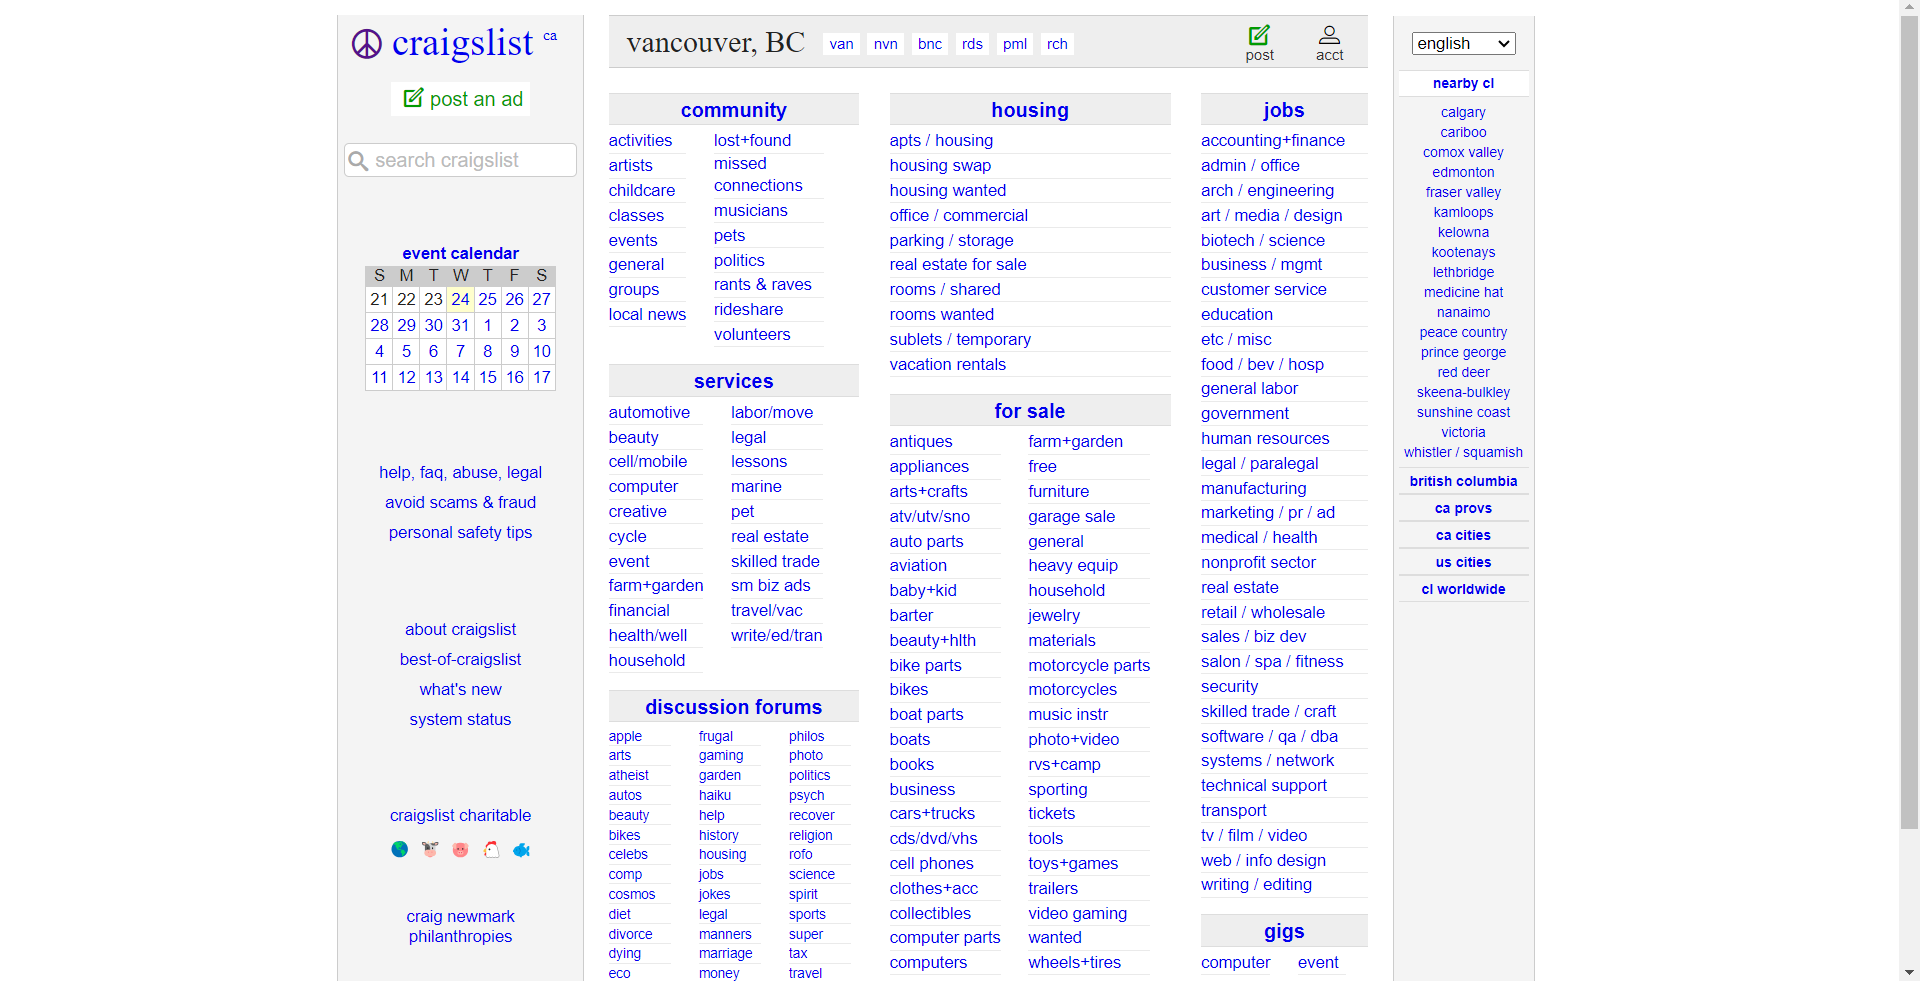 craigslist ca
post an ad
search craigslist
event calendar
S M T W T F S
21 22 23 24 25 26 27
28 29 30 31 1 2 3
4 5 6 7 8 9 10
11 12 13 14 15 16 17
help, faq, abuse, legal
avoid scams & fraud
personal safety tips
about craigslist
best-of-craigslist
what's new
system status
craigslist charitable
craig newmark
philanthropies
vancouver, BC van nvn bnc rds pml rch
post
acct
community
activities
artists
childcare
classes
events
general
groups
local news
lost+found
missed
connections
musicians
pets
politics
rants & raves
rideshare
volunteers
services
automotive
beauty
cell/mobile
computer
creative
cycle
event
farm+garden
financial
health/well
household
labor/move
legal
lessons
marine
pet
real estate
skilled trade
sm biz ads
travel/vac
write/ed/tran
discussion forums
apple
arts
atheist
autos
beauty
bikes
celebs
comp
cosmos
diet
divorce
dying
eco
frugal
gaming
garden
haiku
help
history
housing
jobs
jokes
legal
manners
marriage
money
philos
photo
politics
psych
recover
religion
rofo
science
spirit
sports
super
tax
travel
housing
apts / housing
housing swap
housing wanted
office / commercial
parking / storage
real estate for sale
rooms / shared
rooms wanted
sublets / temporary
vacation rentals
for sale
antiques
appliances
arts+crafts
atv/utv/sno
auto parts
aviation
baby+kid
barter
beauty+hlth
bike parts
bikes
boat parts
boats
books
business
cars+trucks
cds/dvd/vhs
cell phones
clothes+acc
collectibles
computer parts
computers
farm+garden
free
furniture
garage sale
general
heavy equip
household
jewelry
materials
motorcycle parts
motorcycles
music instr
photo+video
rvs+camp
sporting
tickets
tools
toys+games
trailers
video gaming
wanted
wheels+tires
jobs
accounting+finance
admin / office
arch / engineering
art / media / design
biotech / science
business / mgmt
customer service
education
etc / misc
food / bev / hosp
general labor
government
human resources
legal / paralegal
manufacturing
marketing / pr / ad
medical / health
nonprofit sector
real estate
retail / wholesale
sales / biz dev
salon / spa / fitness
security
skilled trade / craft
software / qa / dba
systems / network
technical support
transport
tv / film / video
web / info design
writing / editing
gigs
computer
event
english
nearby cl
calgary
cariboo
comox valley
edmonton
fraser valley
kamloops
kelowna
kootenays
lethbridge
medicine hat
nanaimo
peace country
prince george
red deer
skeena-bulkley
sunshine coast
victoria
whistler / squamish
british columbia
ca provs
ca cities
us cities
cl worldwide